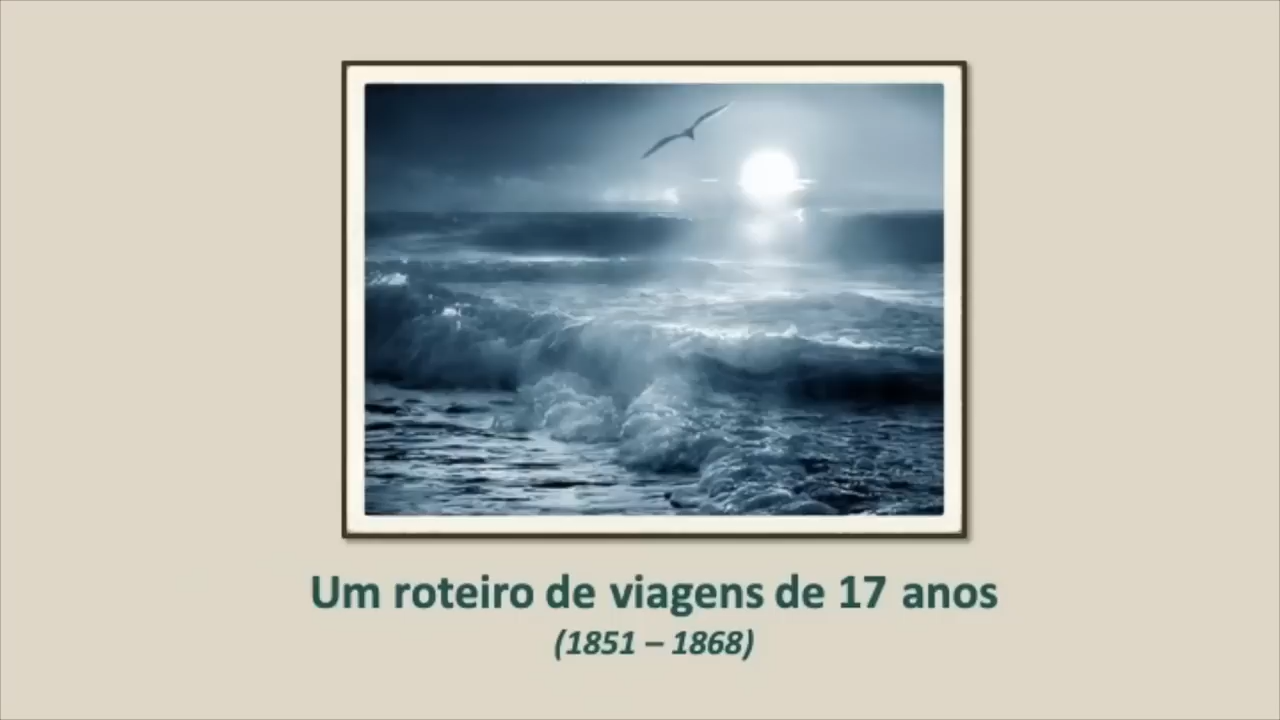 Um roteiro de viagens de 17 anos
(1851 – 1868)